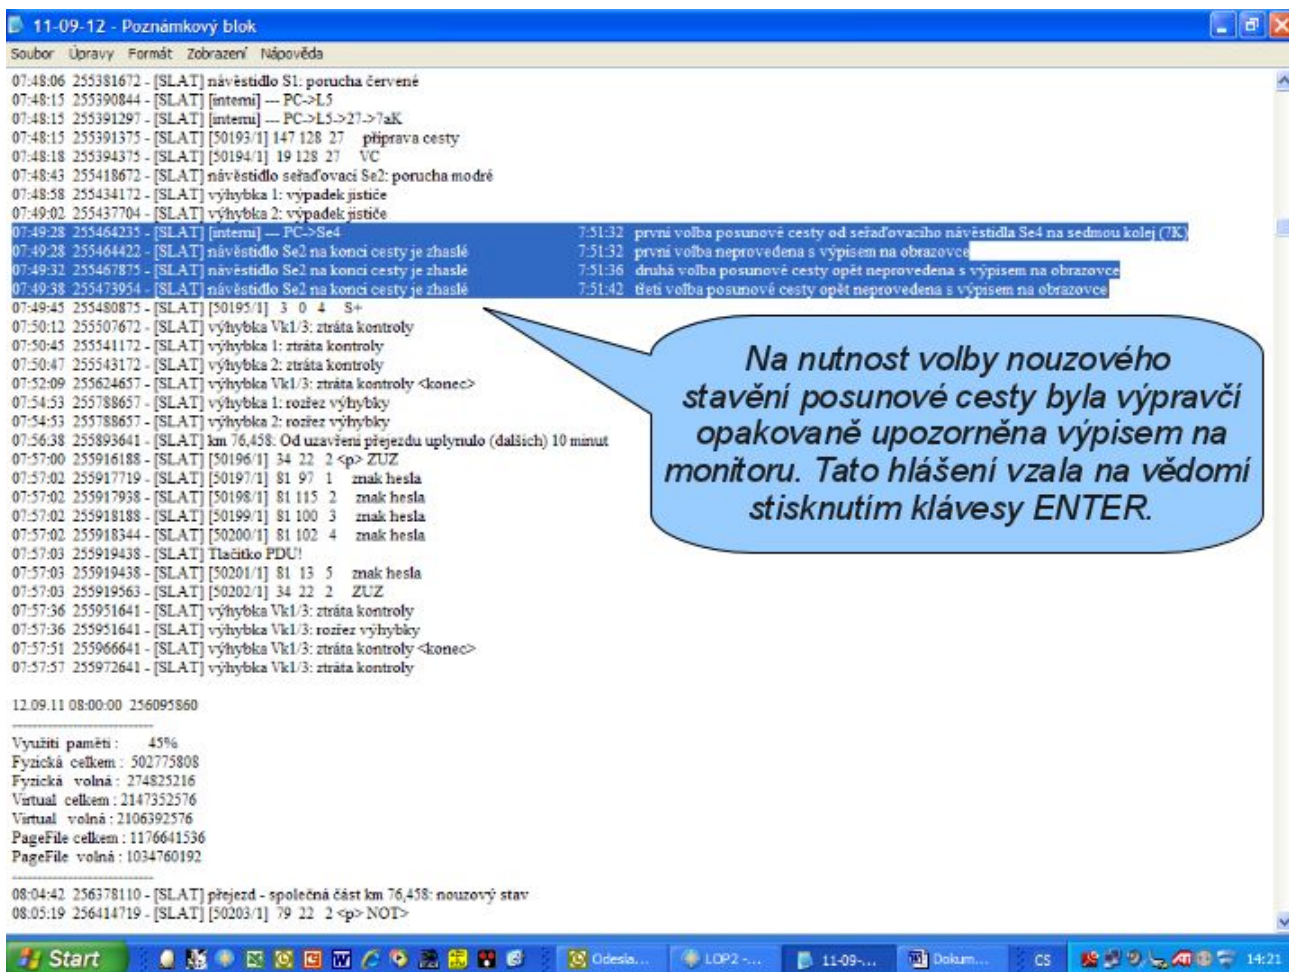 11-09-12 - Poznámkový blok
Soubor Úpravy Formát Zobrazení Nápověda
07:48:06 255381672 - [SLAT] návěstidlo S1: porucha červené
07:48:15 255390844 - [SLAT] [interní] --- PC->L5
07:48:15 255391297 - [SLAT] [interní] --- PC->L5->27->7aK
07:48:15 255391375 - [SLAT] [50193/1] 147 128 27 příprava cesty
07:48:18 255394375 - [SLAT] [50194/1] 19 128 27 VC
07:48:43 255418672 - [SLAT] návěstidlo seřaďovací Se2: porucha modré
07:48:58 255434172 - [SLAT] výhybka 1: výpadek jističe
07:49:02 255437704 - [SLAT] výhybka 2: výpadek jističe
07:49:28 255464235 - [SLAT] [interní] --- PC->Se4 7:51:32 první volba posunové cesty od seřaďovacího návěstidla Se4 na sedmou kolej (7K)
07:49:28 255464422 - [SLAT] návěstidlo Se2 na konci cesty je zhaslé 7:51:32 první volba neprovedena s výpisem na obrazovce
07:49:32 255467875 - [SLAT] návěstidlo Se2 na konci cesty je zhaslé 7:51:36 druhá volba posunové cesty opět neprovedena s výpisem na obrazovce
07:49:38 255473954 - [SLAT] návěstidlo Se2 na konci cesty je zhaslé 7:51:42 třetí volba posunové cesty opět neprovedena s výpisem na obrazovce
07:49:45 255480875 - [SLAT] [50195/1] 3 0 4 S+
07:50:12 255507672 - [SLAT] výhybka Vk1/3: ztráta kontroly
07:50:45 255541172 - [SLAT] výhybka 1: ztráta kontroly
07:50:47 255543172 - [SLAT] výhybka 2: ztráta kontroly
07:52:09 255624657 - [SLAT] výhybka Vk1/3: ztráta kontroly <konec>
07:54:53 255788657 - [SLAT] výhybka 1: rozřez výhybky
07:54:53 255788657 - [SLAT] výhybka 2: rozřez výhybky
07:56:38 255893641 - [SLAT] km 76,458: Od uzavření přejezdu uplynulo (dalších) 10 minut
07:57:00 255916188 - [SLAT] [50196/1] 34 22 2 <p> ZUZ
07:57:02 255917719 - [SLAT] [50197/1] 81 97 1 znak hesla
07:57:02 255917938 - [SLAT] [50198/1] 81 115 2 znak hesla
07:57:02 255918188 - [SLAT] [50199/1] 81 100 3 znak hesla
07:57:02 255918344 - [SLAT] [50200/1] 81 102 4 znak hesla
07:57:03 255919438 - [SLAT] Tlačítko PDU!
07:57:03 255919438 - [SLAT] [50201/1] 81 13 5 znak hesla
07:57:03 255919563 - [SLAT] [50202/1] 34 22 2 ZUZ
07:57:36 255951641 - [SLAT] výhybka Vk1/3: ztráta kontroly
07:57:36 255951641 - [SLAT] výhybka Vk1/3: rozřez výhybky
07:57:51 255966641 - [SLAT] výhybka Vk1/3: ztráta kontroly <konec>
07:57:57 255972641 - [SLAT] výhybka Vk1/3: ztráta kontroly
Na nutnost volby nouzového
stavění posunové cesty byla výpravčí
opakovaně upozorněna výpisem na
monitoru. Tato hlášení vzala na vědomí
stisknutím klávesy ENTER.
12.09.11 08:00:00 256095860
------------------------------
Využití paměti : 45%
Fyzická celkem : 502775808
Fyzická volná : 274825216
Virtual celkem : 2147352576
Virtual volná : 2106392576
PageFile celkem : 1176641536
PageFile volná : 1034760192
------------------------------
08:04:42 256378110 - [SLAT] přejezd - společná část km 76,458: nouzový stav
08:05:19 256414719 - [SLAT] [50203/1] 79 22 2 <p> NOT>
Start Odesla... LOP2 -... 11-09-... Dokum... CS 14:21